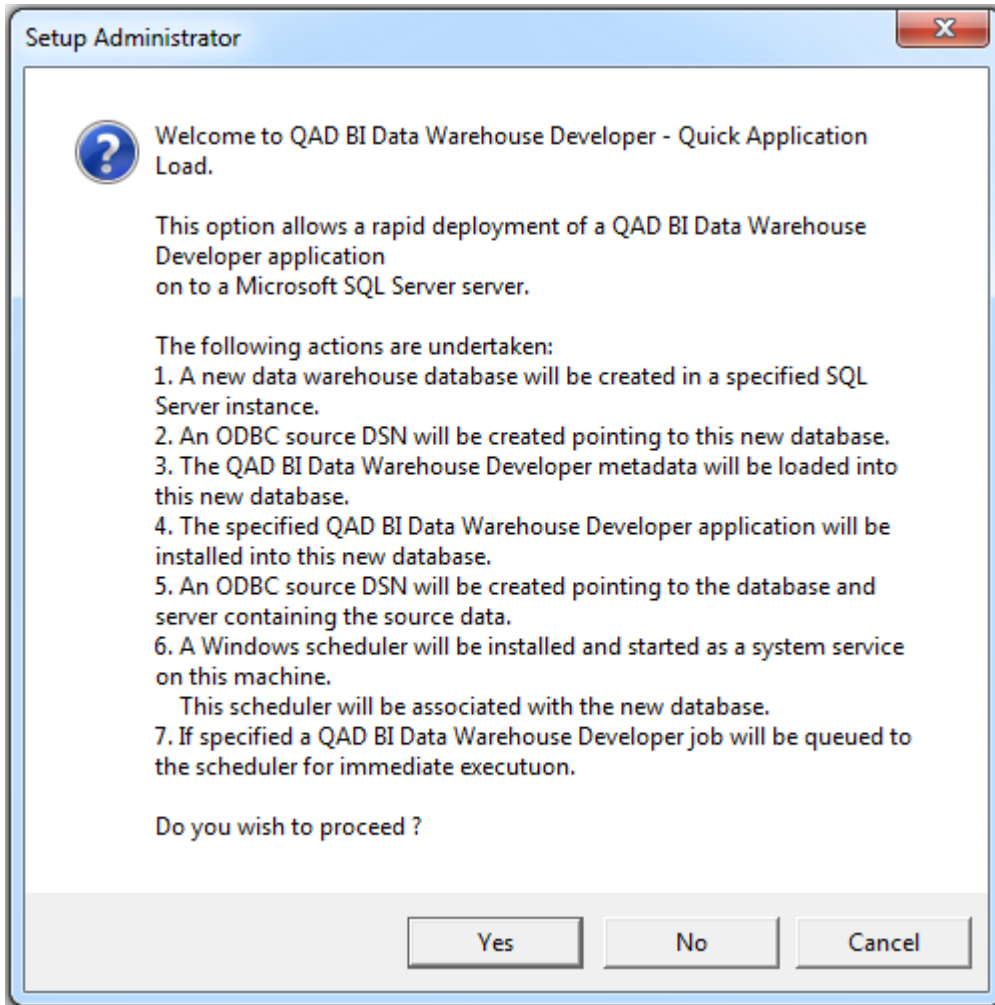 Setup Administrator
Welcome to QAD BI Data Warehouse Developer - Quick Application
Load.
This option allows a rapid deployment of a QAD BI Data Warehouse
Developer application
on to a Microsoft SQL Server server.
The following actions are undertaken:
1. A new data warehouse database will be created in a specified SQL
Server instance.
2. An ODBC source DSN will be created pointing to this new database.
3. The QAD BI Data Warehouse Developer metadata will be loaded into
this new database.
4. The specified QAD BI Data Warehouse Developer application will be
installed into this new database.
5. An ODBC source DSN will be created pointing to the database and
server containing the source data.
6. A Windows scheduler will be installed and started as a system service
on this machine.
This scheduler will be associated with the new database.
7. If specified a QAD BI Data Warehouse Developer job will be queued to
the scheduler for immediate executuon.
Do you wish to proceed ?
Yes No Cancel